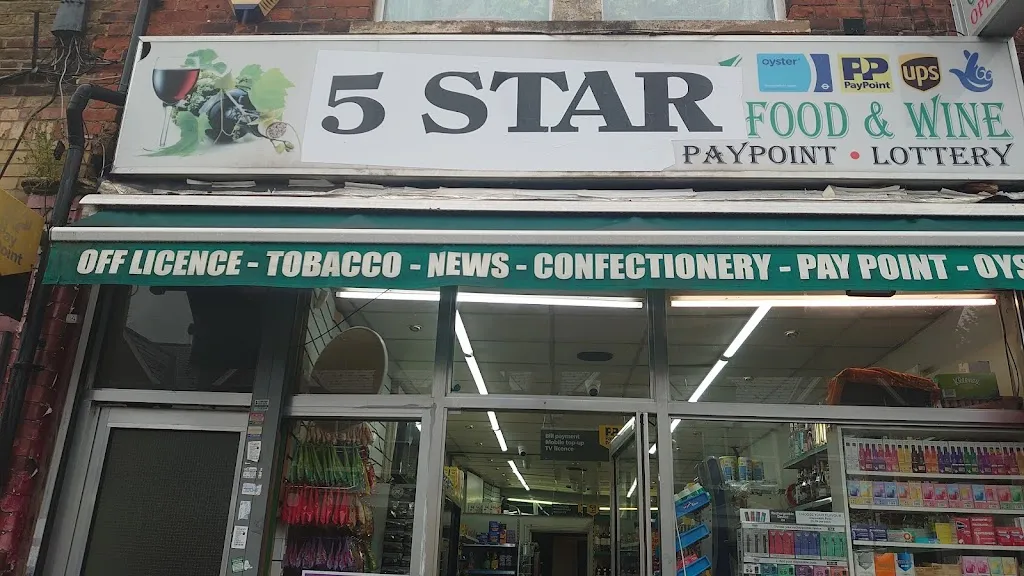 5 STAR
oyster
PayPoint
ups
FOOD & WINE
PAYPOINT • LOTTERY
OFF LICENCE - TOBACCO - NEWS - CONFECTIONERY - PAY POINT - OYS
Bill payment
Mobile top-up
TV licence